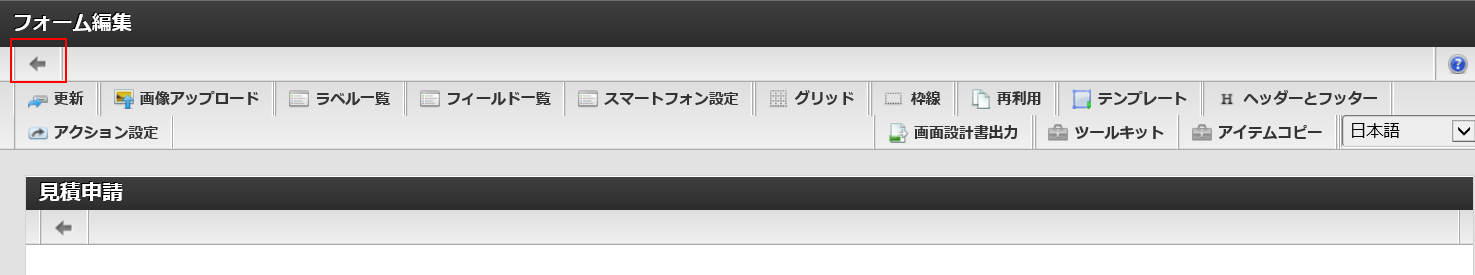 フォーム編集
更新 画像アップロード ラベル一覧 フィールド一覧 スマートフォン設定 グリッド 枠線 再利用 テンプレート H ヘッダーとフッター
アクション設定 画面設計書出力 ツールキット アイテムコピー 日本語
見積申請